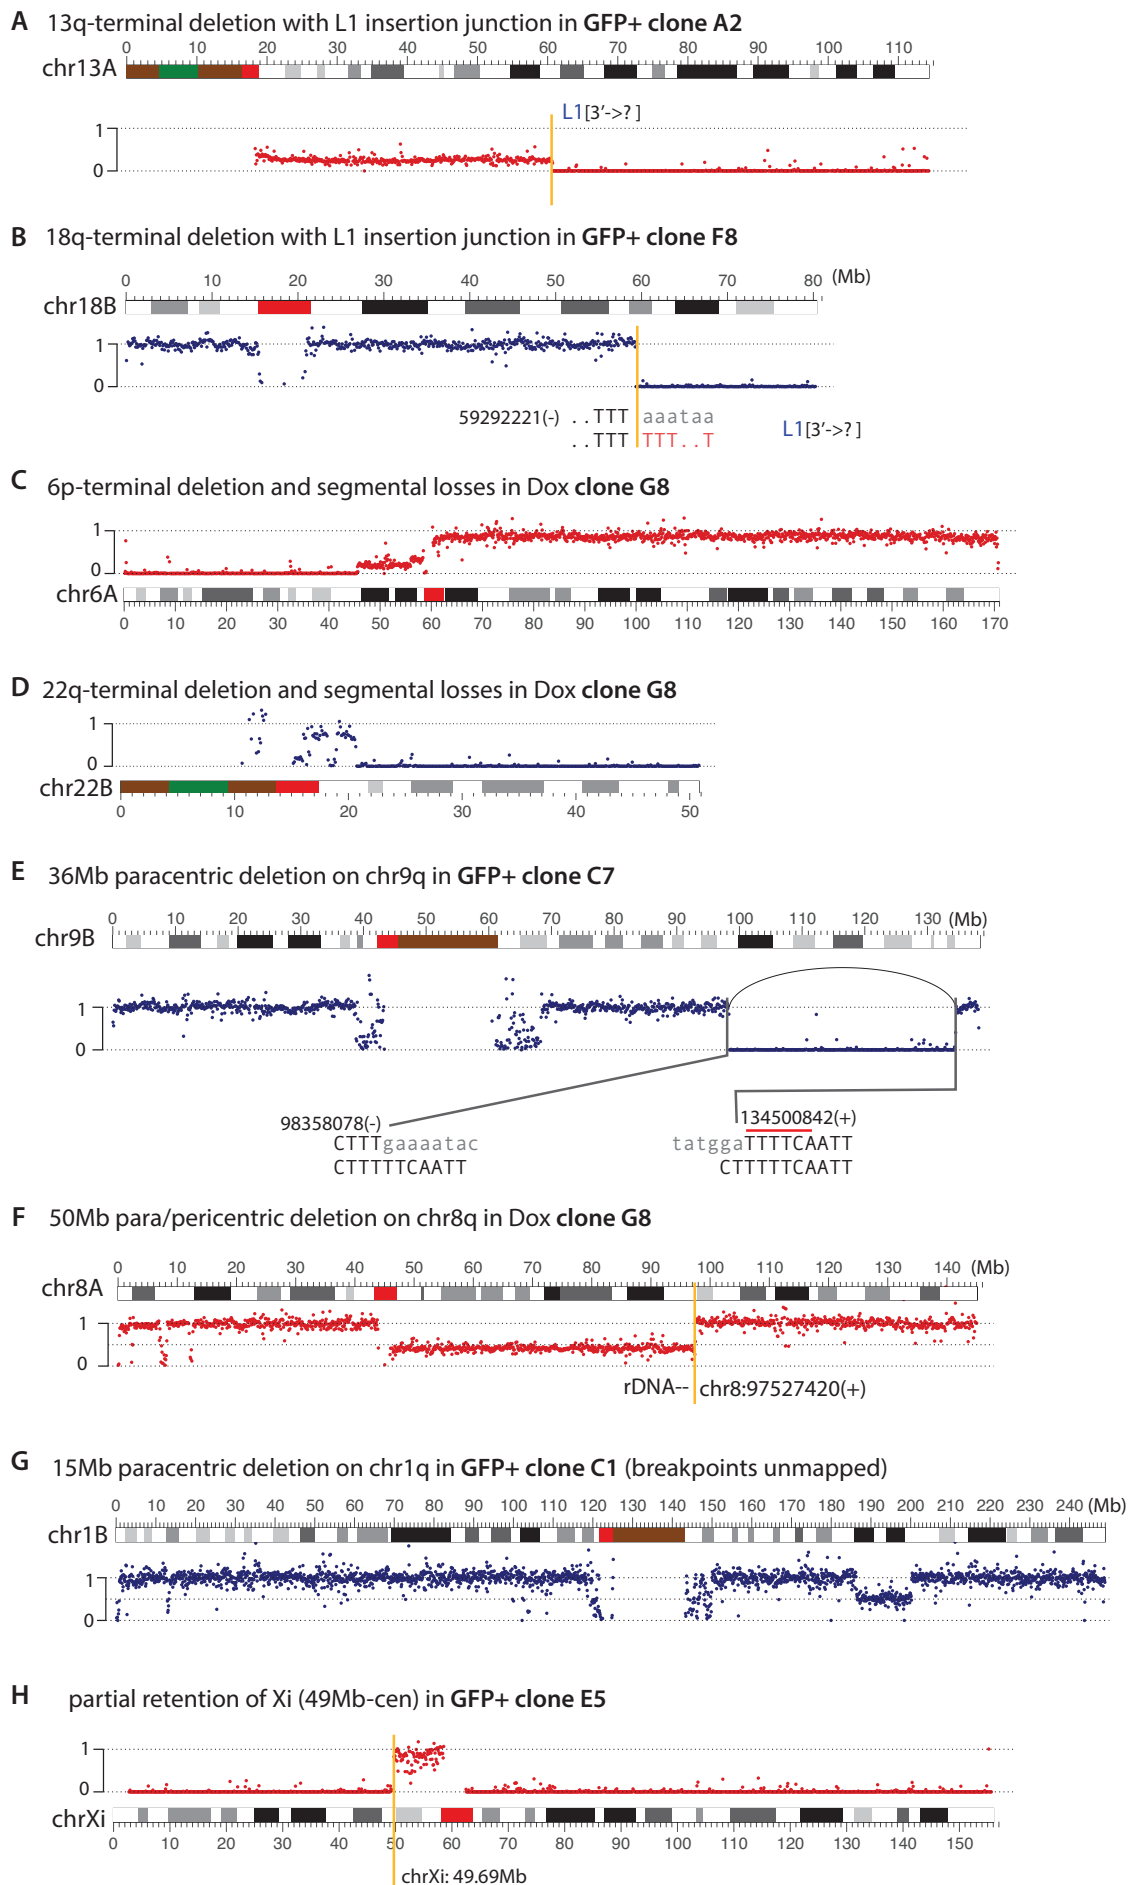 A 13q-terminal deletion with L1 insertion junction in GFP+ clone A2
0 10 20 30 40 50 60 70 80 90 100 110
chr13A
L1[3'->? ]
1
0
B 18q-terminal deletion with L1 insertion junction in GFP+ clone F8
0 10 20 30 40 50 60 70 80 (Mb)
chr18B
1
0
59292221(-) ..TTT aaataa
..TTT TTT..T
L1[3'->? ]
C 6p-terminal deletion and segmental losses in Dox clone G8
1
0
chr6A
0 10 20 30 40 50 60 70 80 90 100 110 120 130 140 150 160 170
D 22q-terminal deletion and segmental losses in Dox clone G8
1
0
chr22B
0 10 20 30 40 50
E 36Mb paracentric deletion on chr9q in GFP+ clone C7
0 10 20 30 40 50 60 70 80 90 100 110 120 130 (Mb)
chr9B
1
0
98358078(-) 134500842(+)
CTTTgaaaatac tatggaTTTTCAATT
CTTTTTCAATT CTTTTTCAATT
F 50Mb para/pericentric deletion on chr8q in Dox clone G8
0 10 20 30 40 50 60 70 80 90 100 110 120 130 140 (Mb)
chr8A
1
0
rDNA-- chr8:97527420(+)
G 15Mb paracentric deletion on chr1q in GFP+ clone C1 (breakpoints unmapped)
0 10 20 30 40 50 60 70 80 90 100 110 120 130 140 150 160 170 180 190 200 210 220 230 240 (Mb)
chr1B
1
0
H partial retention of Xi (49Mb-cen) in GFP+ clone E5
1
0
chrXi
0 10 20 30 40 50 60 70 80 90 100 110 120 130 140 150
chrXi: 49.69Mb